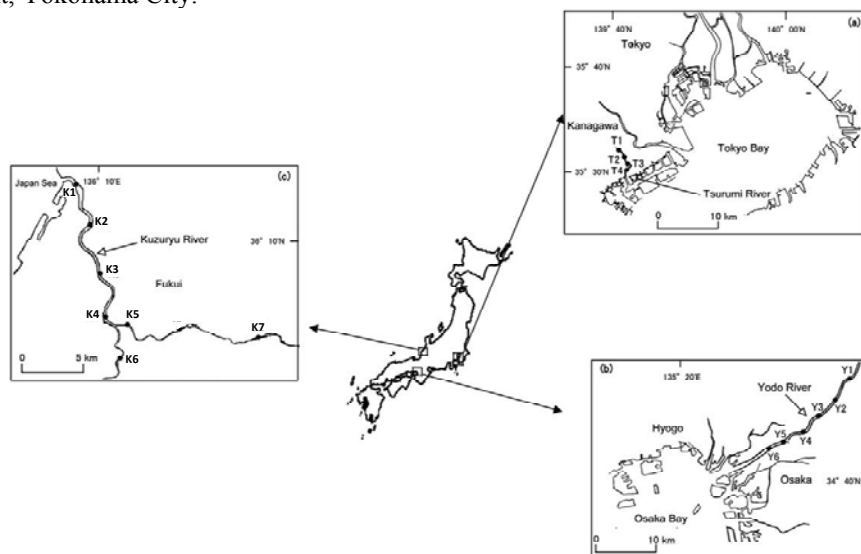 t, Yokohama City.
(a)
139° 40'
140° 00'
Tokyo
35° 40'N
Kanagawa
T1
T2
T3
T4
Tokyo Bay
35° 30'N
Tsurumi River
0 10 km
(c)
Japan Sea
136° 10'E
K1
K2
Kuzuryu River
36° 10'N
K3
Fukui
K4
K5
K7
K6
0 5 km
(b)
135° 20'E
Y1
Yodo River
Y2
Y3
Y4
Y5
Y6
Hyogo
Osaka
34° 40'N
Osaka Bay
0 10 km